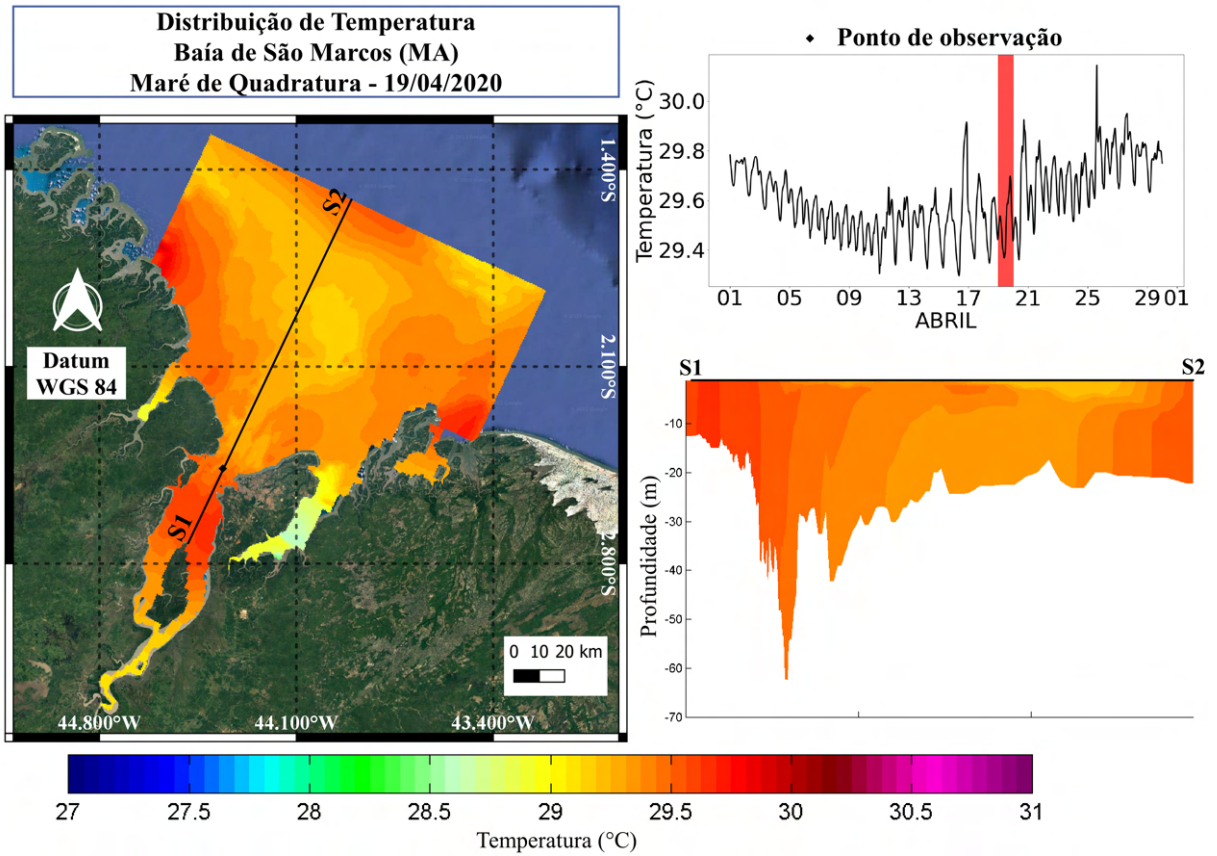 Distribuição de Temperatura
Baía de São Marcos (MA)
Maré de Quadratura - 19/04/2020
Ponto de observação
Temperatura (°C)
30.0
29.8
29.6
29.4
01 05 09 13 17 21 25 29 01
ABRIL
1.400°S
2.100°S
2.800°S
S2
S1
Datum
WGS 84
0 10 20 km
44.800°W 44.100°W 43.400°W
S1 S2
Profundidade (m)
-10
-20
-30
-40
-50
-60
-70
27 27.5 28 28.5 29 29.5 30 30.5 31
Temperatura (°C)